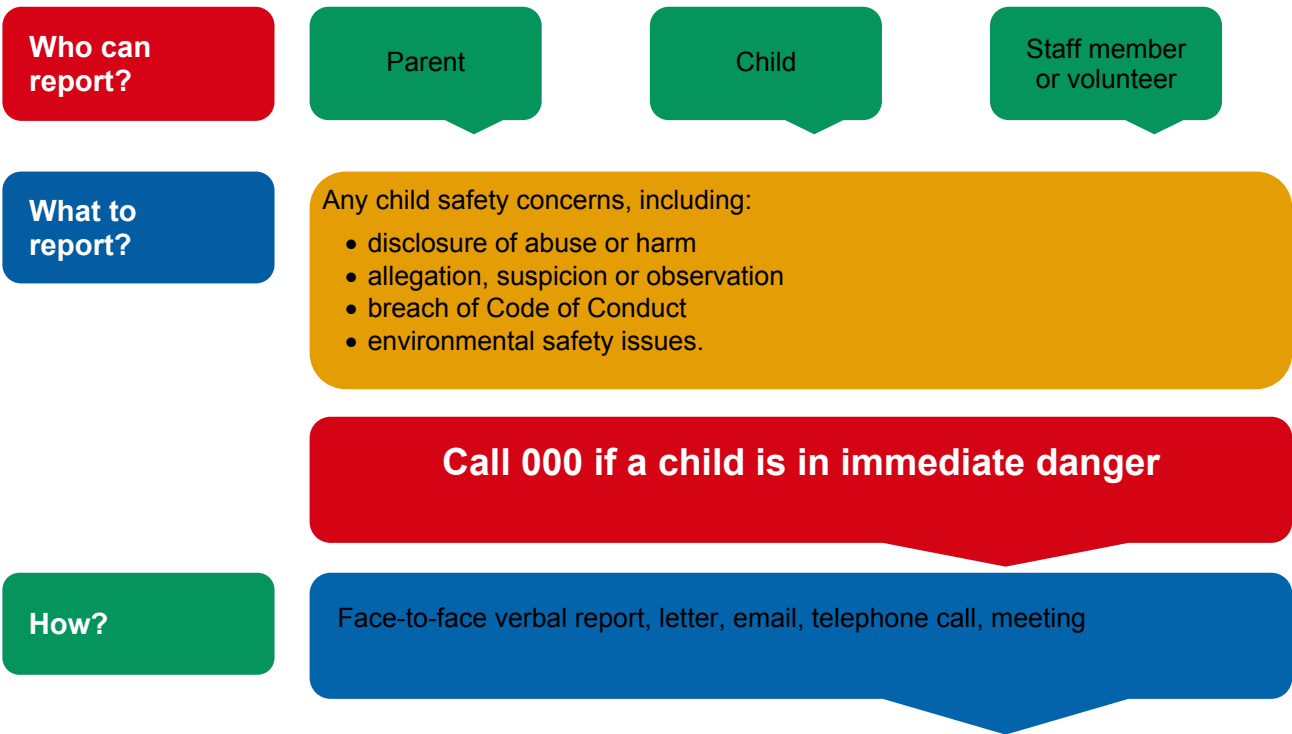 Who can
report?
Parent
Child
Staff member
or volunteer
What to
report?
Any child safety concerns, including:
• disclosure of abuse or harm
• allegation, suspicion or observation
• breach of Code of Conduct
• environmental safety issues.
Call 000 if a child is in immediate danger
How?
Face-to-face verbal report, letter, email, telephone call, meeting